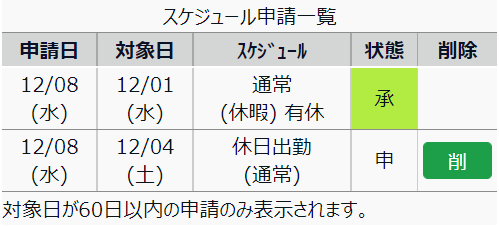 スケジュール申請一覧
申請日 対象日 ｽｹｼﾞｭｰﾙ 状態 削除
12/08 12/01 通常 承
(水) (水) (休暇) 有休
12/08 12/04 休日出勤 申 削
(水) (土) (通常)
対象日が60日以内の申請のみ表示されます。